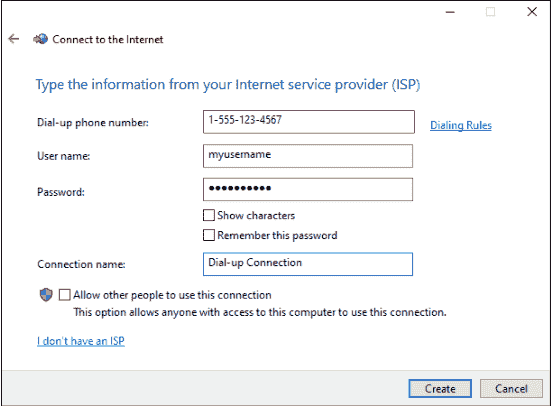 Connect to the Internet
Type the information from your Internet service provider (ISP)
Dial-up phone number: 1-555-123-4567 Dialing Rules
User name: myusername
Password: ●●●●●●●●●●
Show characters
Remember this password
Connection name: Dial-up Connection
Allow other people to use this connection
This option allows anyone with access to this computer to use this connection.
I don't have an ISP
Create Cancel